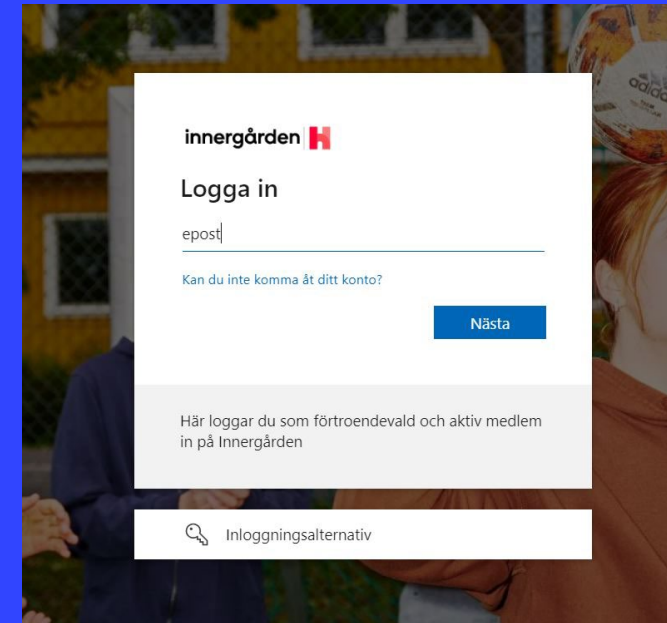 adidas
innergården H
Logga in
epost
Kan du inte komma åt ditt konto?
Nästa
Här loggar du som förtroendevald och aktiv medlem
in på Innergården
Inloggningsalternativ